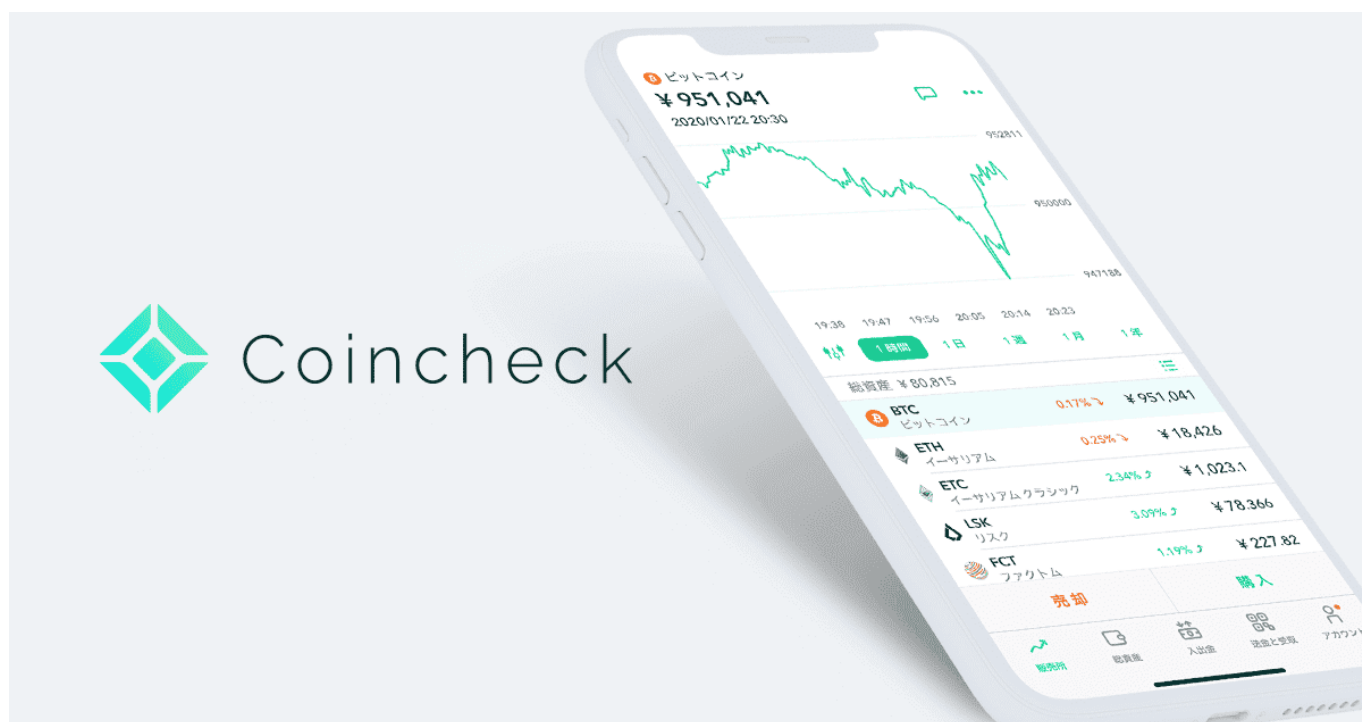 Coincheck
ビットコイン
¥951,041
2020/01/22 20:30
952811
950000
947188
19:38 19:47 19:56 20:05 20:14 20:23
1時間 1日 1週 1月 1年
総資産 ¥80,815
BTC 0.17% ¥951,041
ビットコイン
ETH 0.25% ¥18,426
イーサリアム
ETC 2.34% ¥1,023.1
イーサリアムクラシック
LSK 3.09% ¥78.366
リスク
FCT 1.19% ¥227.82
ファクトム
売却 購入
販売所 総資産 入出金 送金と受取 アカウント